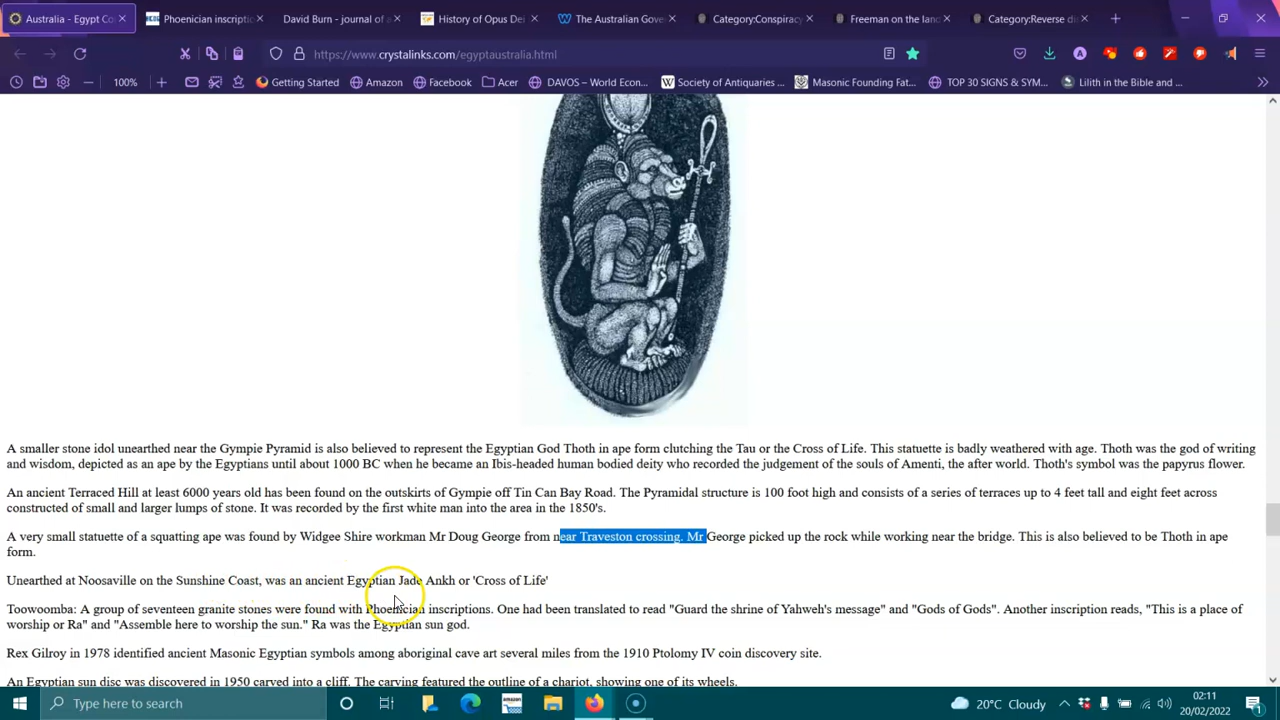 Australia - Egypt Co
Phoenician inscripti
David Burn - journal of a
History of Opus Dei
The Australian Gove
Category:Conspirac
Freeman on the lan
Category:Reverse di
https://www.crystalinks.com/egyptaustralia.html
100%
Getting Started
Amazon
Facebook
Acer
DAVOS – World Econ...
Society of Antiquaries ...
Masonic Founding Fat...
TOP 30 SIGNS & SYM...
Lilith in the Bible and ...
A smaller stone idol unearthed near the Gympie Pyramid is also believed to represent the Egyptian God Thoth in ape form clutching the Tau or the Cross of Life. This statuette is badly weathered with age. Thoth was the god of writing
and wisdom, depicted as an ape by the Egyptians until about 1000 BC when he became an Ibis-headed human bodied deity who recorded the judgement of the souls of Amenti, the after world. Thoth's symbol was the papyrus flower.
An ancient Terraced Hill at least 6000 years old has been found on the outskirts of Gympie off Tin Can Bay Road. The Pyramidal structure is 100 foot high and consists of a series of terraces up to 4 feet tall and eight feet across
constructed of small and larger lumps of stone. It was recorded by the first white man into the area in the 1850's.
A very small statuette of a squatting ape was found by Widgee Shire workman Mr Doug George from near Traveston crossing. Mr George picked up the rock while working near the bridge. This is also believed to be Thoth in ape
form.
Unearthed at Noosaville on the Sunshine Coast, was an ancient Egyptian Jade Ankh or 'Cross of Life'
Toowoomba: A group of seventeen granite stones were found with Phoenician inscriptions. One had been translated to read "Guard the shrine of Yahweh's message" and "Gods of Gods". Another inscription reads, "This is a place of
worship or Ra" and "Assemble here to worship the sun." Ra was the Egyptian sun god.
Rex Gilroy in 1978 identified ancient Masonic Egyptian symbols among aboriginal cave art several miles from the 1910 Ptolomy IV coin discovery site.
An Egyptian sun disc was discovered in 1950 carved into a cliff. The carving featured the outline of a chariot, showing one of its wheels.
Type here to search
amazon
20°C Cloudy
02:11
20/02/2022